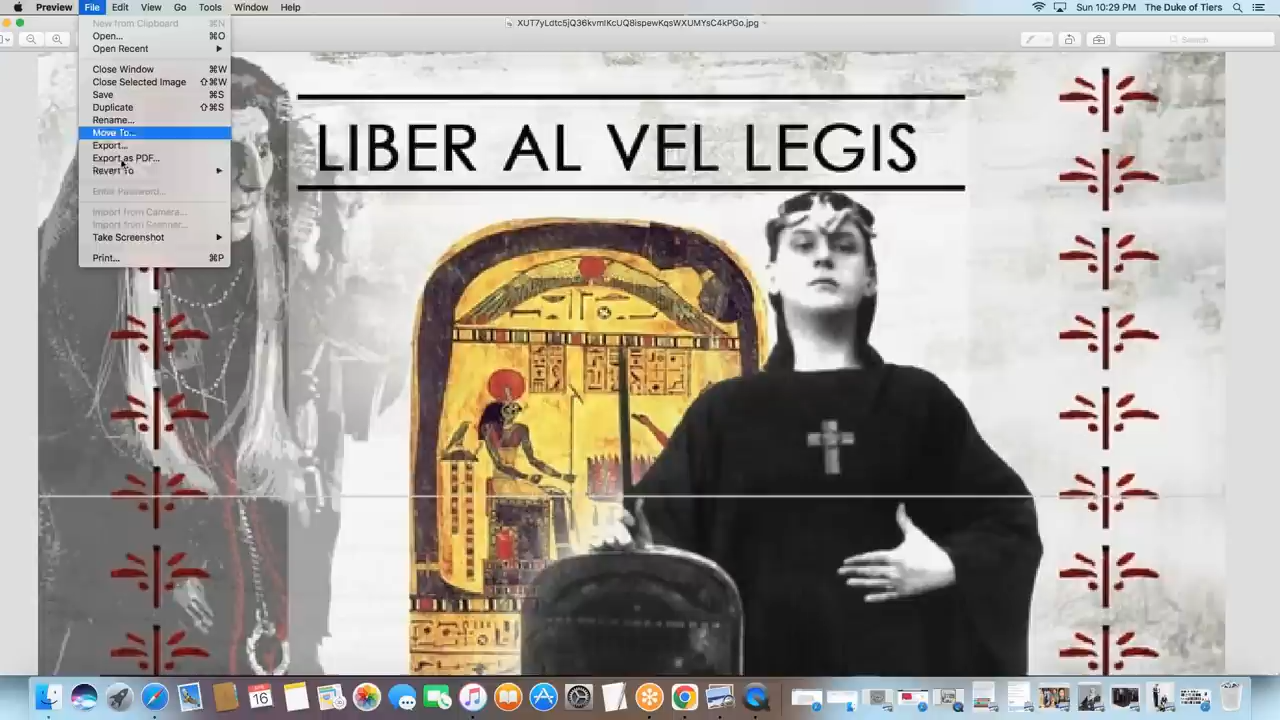 Preview File Edit View Go Tools Window Help
Sun 10:29 PM The Duke of Tiers
New from Clipboard ⌘N
Open... ⌘O
Open Recent
Close Window ⌘W
Close Selected Image ⇧⌘W
Save ⌘S
Duplicate ⇧⌘S
Rename...
Move To...
Export...
Export as PDF...
Revert To
Enter Password...
Import from Camera...
Import from Scanner...
Take Screenshot
Print... ⌘P
Search
LIBER AL VEL LEGIS
16